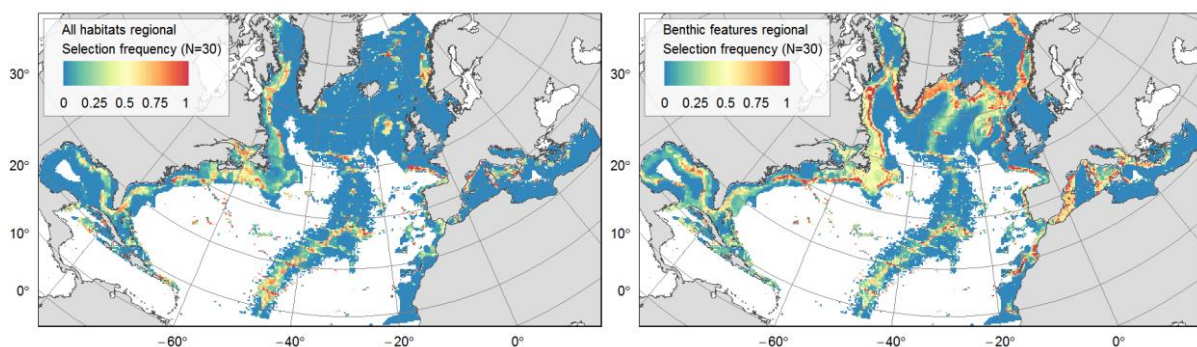 All habitats regional
Selection frequency (N=30)
0 0.25 0.5 0.75 1
30°
20°
10°
0°
−60° −40° −20° 0°
Benthic features regional
Selection frequency (N=30)
0 0.25 0.5 0.75 1
30°
20°
10°
0°
−60° −40° −20° 0°